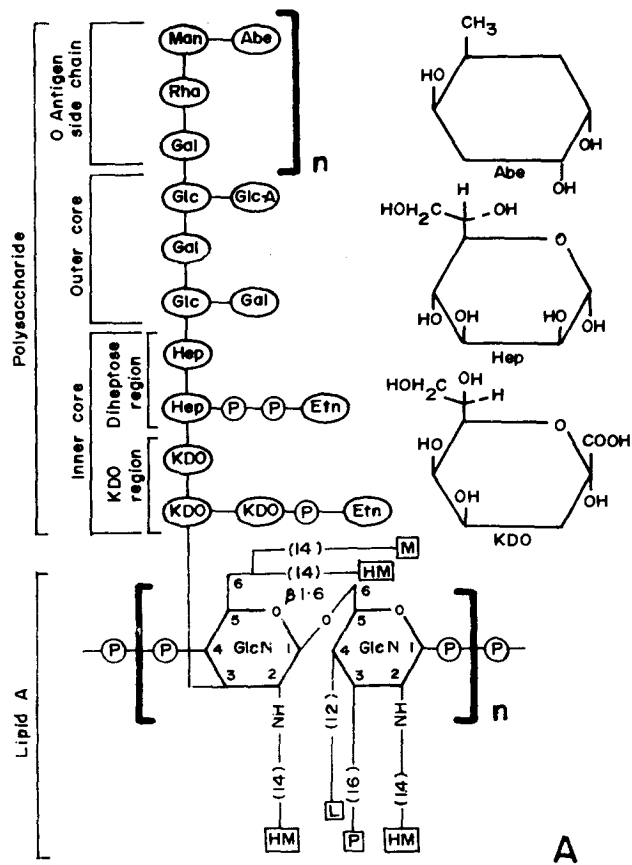 Man Abe
Rha
Gal
n
Glc Glc-A
Gal
Glc Gal
Hep
Hep P P Etn
KDO
KDO KDO P Etn
O Antigen
side chain
Outer core
Polysaccharide
Inner core
Diheptose
region
KDO
region
CH3
HO
OH
OH
Abe
H
HOH2C OH
O
HO HO HO OH
Hep
OH
HOH2C H
O COOH
HO
OH OH
KDO
Lipid A
(14) M
(14) HM
6 β1·6 6
5 O O 5 O
P P 4 GlcN 1 4 GlcN 1 P P
3 2 3 2
n
NH (12) NH
(14) (16) (14)
L
HM P HM
A